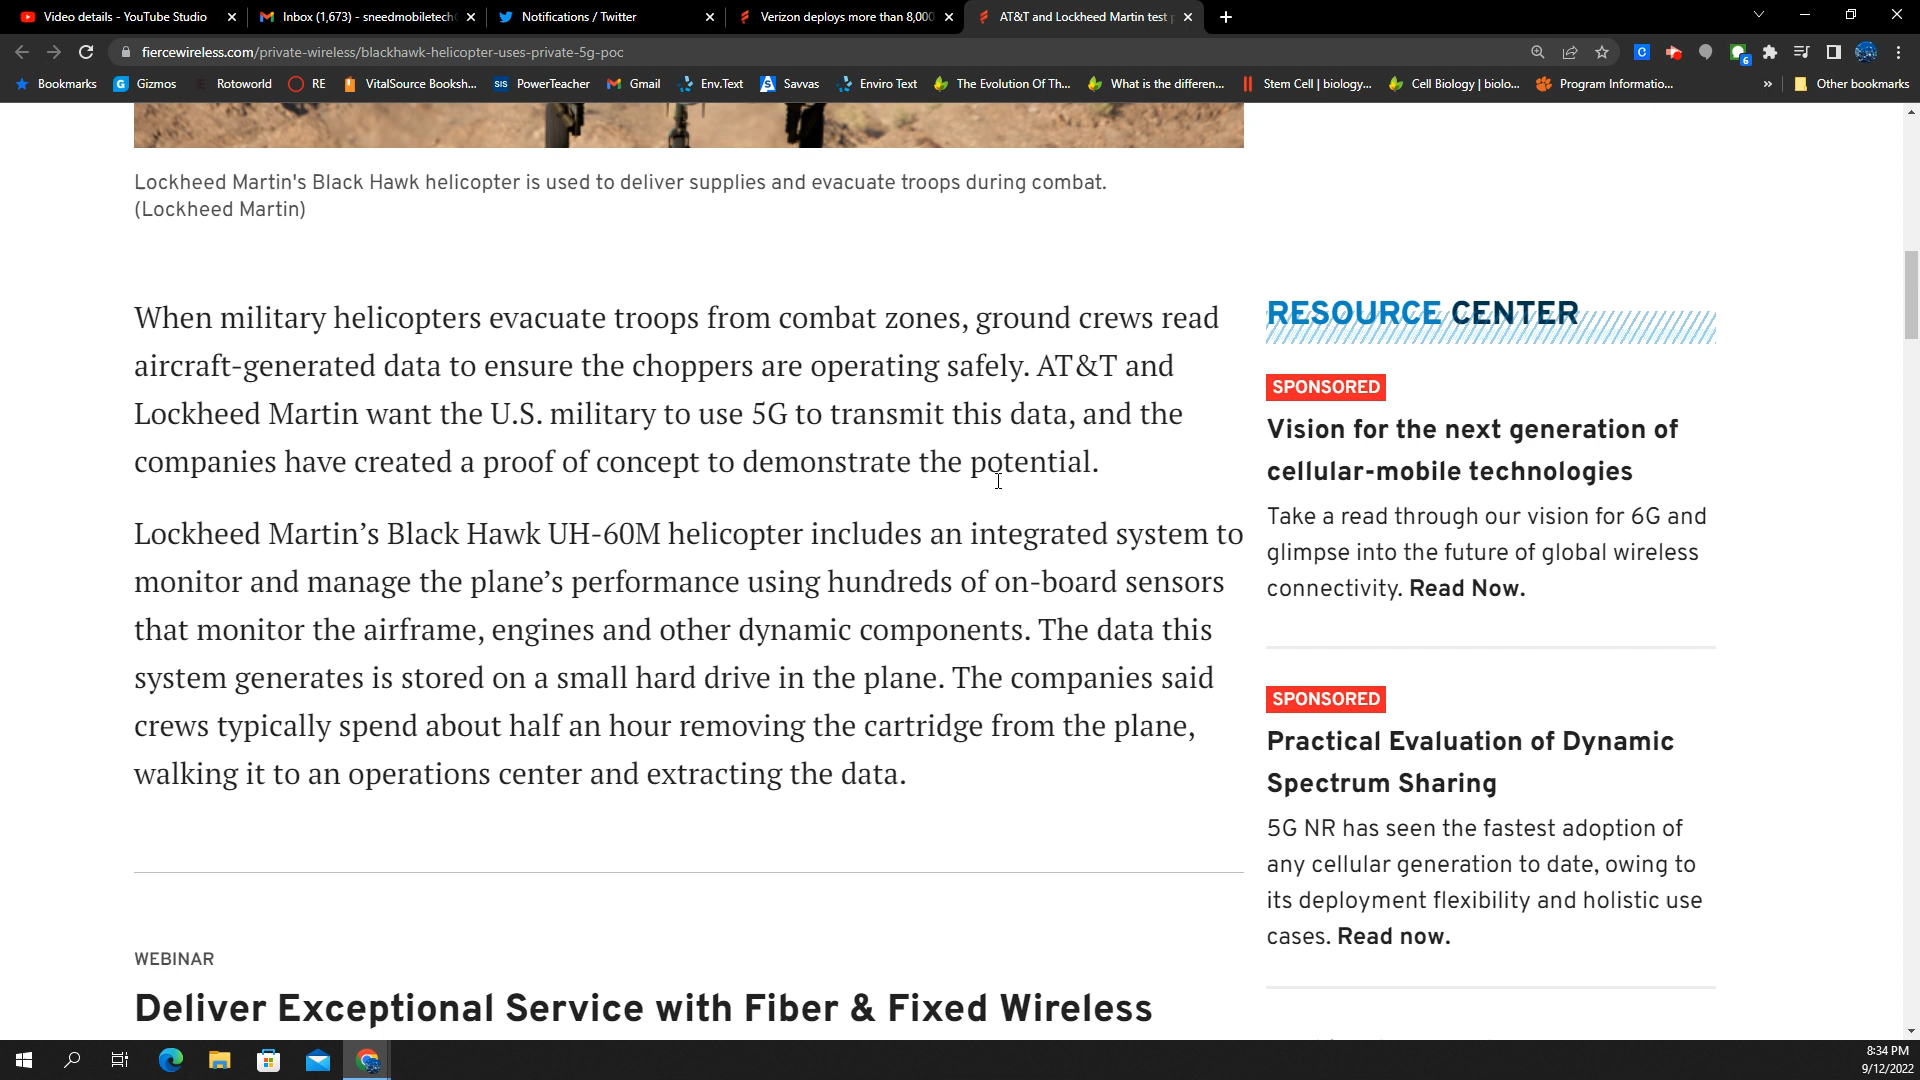 Video details - YouTube Studio
Inbox (1,673) - sneedmobiletech
Notifications / Twitter
Verizon deploys more than 8,000
AT&T and Lockheed Martin test p
fiercewireless.com/private-wireless/blackhawk-helicopter-uses-private-5g-poc
6
Bookmarks
Gizmos
Rotoworld
RE
VitalSource Booksh...
SIS PowerTeacher
Gmail
Env.Text
Savvas
Enviro Text
The Evolution Of Th...
What is the differen...
Stem Cell | biology...
Cell Biology | biolo...
Program Informatio...
»
Other bookmarks
Lockheed Martin's Black Hawk helicopter is used to deliver supplies and evacuate troops during combat.
(Lockheed Martin)
When military helicopters evacuate troops from combat zones, ground crews read
aircraft-generated data to ensure the choppers are operating safely. AT&T and
Lockheed Martin want the U.S. military to use 5G to transmit this data, and the
companies have created a proof of concept to demonstrate the potential.
Lockheed Martin’s Black Hawk UH-60M helicopter includes an integrated system to
monitor and manage the plane’s performance using hundreds of on-board sensors
that monitor the airframe, engines and other dynamic components. The data this
system generates is stored on a small hard drive in the plane. The companies said
crews typically spend about half an hour removing the cartridge from the plane,
walking it to an operations center and extracting the data.
WEBINAR
Deliver Exceptional Service with Fiber & Fixed Wireless
RESOURCE CENTER
SPONSORED
Vision for the next generation of
cellular-mobile technologies
Take a read through our vision for 6G and
glimpse into the future of global wireless
connectivity. Read Now.
SPONSORED
Practical Evaluation of Dynamic
Spectrum Sharing
5G NR has seen the fastest adoption of
any cellular generation to date, owing to
its deployment flexibility and holistic use
cases. Read now.
8:34 PM
9/12/2022